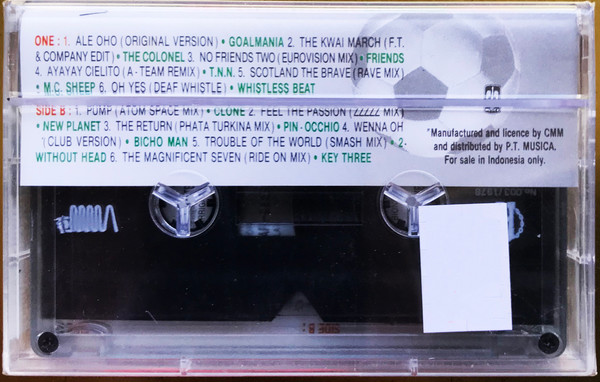 ONE : 1. ALE OHO (ORIGINAL VERSION) • GOALMANIA 2. THE KWAI MARCH (F.T.
& COMPANY EDIT) • THE COLONEL 3. NO FRIENDS TWO (EUROVISION MIX) • FRIENDS
4. AYAYAY CIELITO (A-TEAM REMIX) • T.N.N. 5. SCOTLAND THE BRAVE (RAVE MIX)
• M.C. SHEEP 6. OH YES (DEAF WHISTLE) • WHISTLESS BEAT
SIDE B : 1. PUMP (ATOM SPACE MIX) • CLONE 2. FEEL THE PASSION (ZZZZZ MIX)
• NEW PLANET 3. THE RETURN (PHATA TURKINA MIX) • PIN-OCCHIO 4. WENNA OH
(CLUB VERSION) • BICHO MAN 5. TROUBLE OF THE WORLD (SMASH MIX) • 2-
WITHOUT HEAD 6. THE MAGNIFICENT SEVEN (RIDE ON MIX) • KEY THREE
"Manufactured and licence by CMM
and distributed by P.T. MUSICA.
For sale in Indonesia only.
SIDE B: